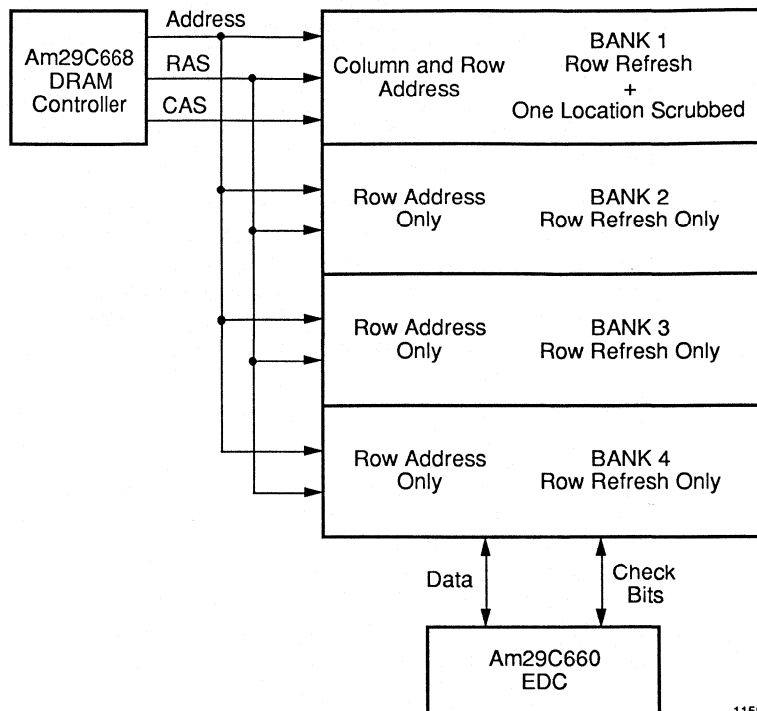 Am29C668
DRAM
Controller
Address
RAS
CAS
Column and Row
Address
BANK 1
Row Refresh
+
One Location Scrubbed
Row Address
Only
BANK 2
Row Refresh Only
Row Address
Only
BANK 3
Row Refresh Only
Row Address
Only
BANK 4
Row Refresh Only
Data
Check
Bits
Am29C660
EDC